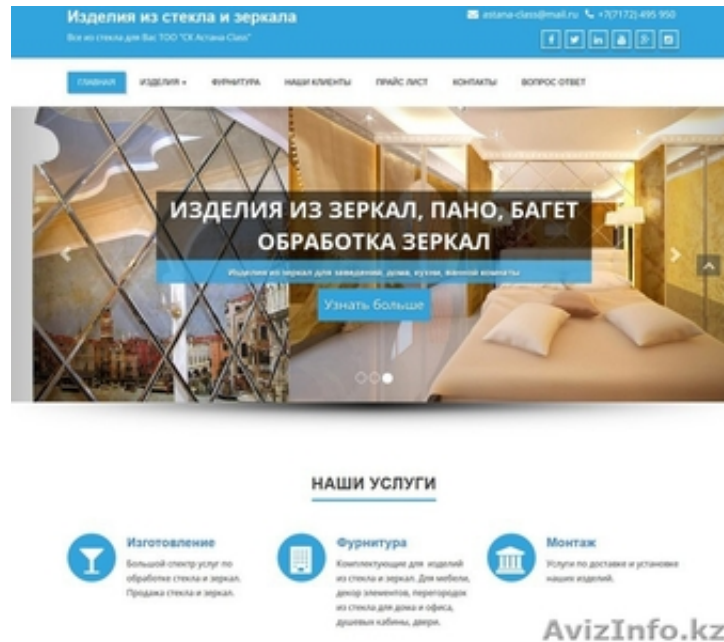 Изделия из стекла и зеркала
astana-class@mail.ru +7(7172)-495 950
Все из стекла для Вас ТОО "СК Астана-Class"
ГЛАВНАЯ ИЗДЕЛИЯ ФУРНИТУРА НАШИ КЛИЕНТЫ ПРАЙС ЛИСТ КОНТАКТЫ ВОПРОС ОТВЕТ
ИЗДЕЛИЯ ИЗ ЗЕРКАЛ, ПАНО, БАГЕТ
ОБРАБОТКА ЗЕРКАЛ
Изделия из зеркал для заведений, дома, кухни, ванной комнаты
Узнать больше
НАШИ УСЛУГИ
Изготовление
Большой спектр услуг по
обработке стекла и зеркал.
Продажа стекла и зеркал.
Фурнитура
Комплектующие для изделий
из стекла и зеркал. Для мебели,
декор элементов, перегородок
из стекла для дома и офиса,
душевых кабины, двери.
Монтаж
Услуги по доставке и установке
наших изделий.
AvizInfo.kz